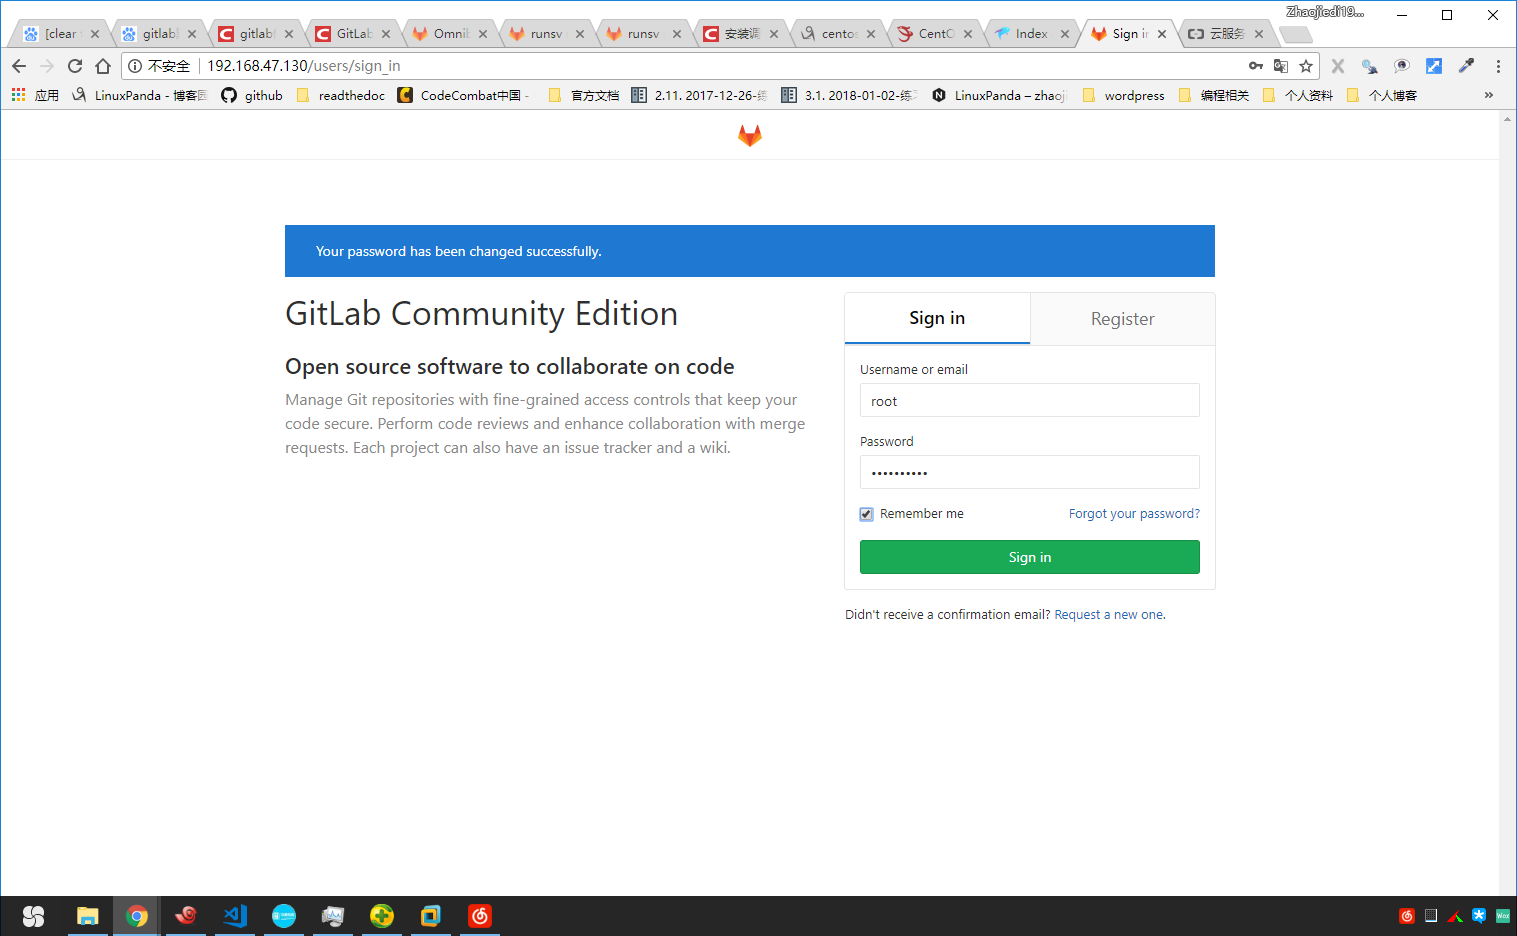 Zhaojiedi19...
[clear
gitlab
gitlab
GitLab
Omnib
runsv
runsv
安装调
centos
CentO
Index
Sign in
云服务
不安全
192.168.47.130/users/sign_in
应用
LinuxPanda - 博客园
github
readthedoc
CodeCombat中国 -
官方文档
2.11. 2017-12-26-练
3.1. 2018-01-02-练习
LinuxPanda – zhaoji
wordpress
编程相关
个人资料
个人博客
»
Your password has been changed successfully.
GitLab Community Edition
Open source software to collaborate on code
Manage Git repositories with fine-grained access controls that keep your
code secure. Perform code reviews and enhance collaboration with merge
requests. Each project can also have an issue tracker and a wiki.
Sign in
Register
Username or email
root
Password
••••••••••
Remember me
Forgot your password?
Sign in
Didn't receive a confirmation email? Request a new one.